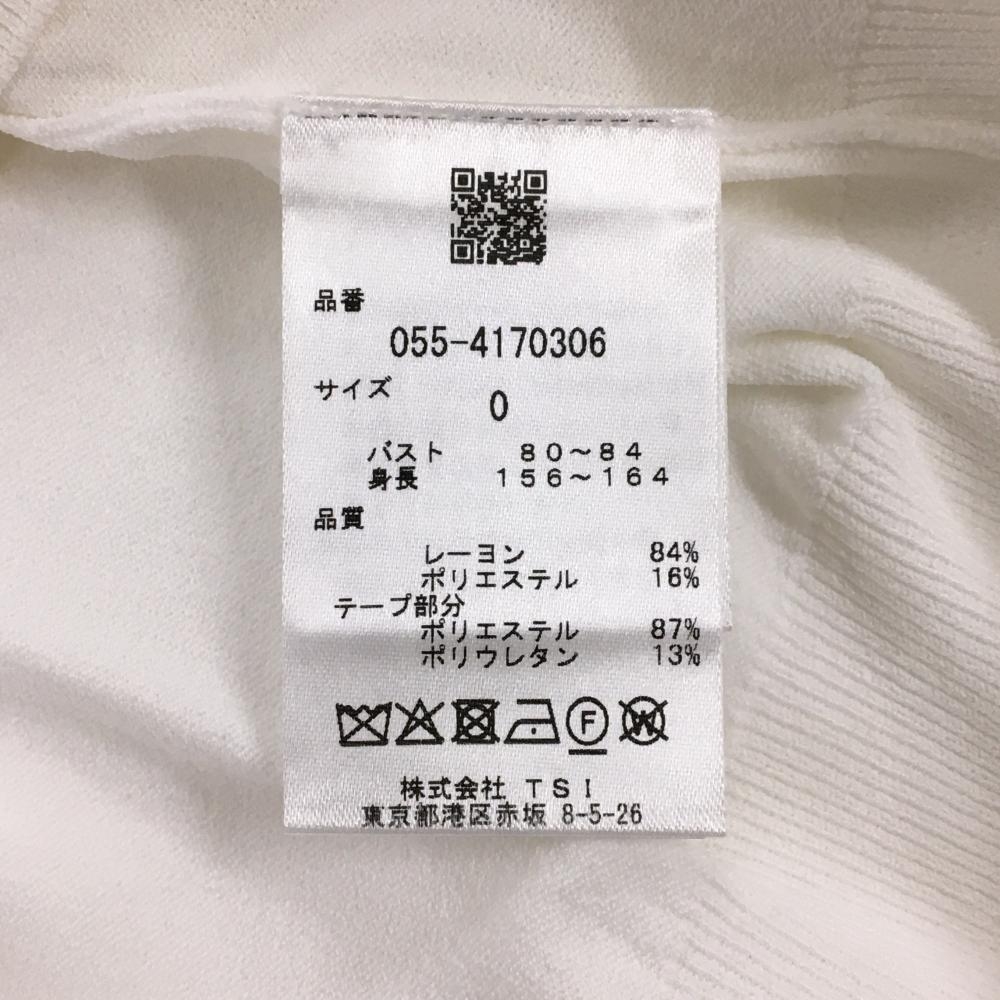 品番
055-4170306
サイズ
0
バスト 80~84
身長 156~164
品質
レーヨン 84%
ポリエステル 16%
テープ部分
ポリエステル 87%
ポリウレタン 13%
F W
株式会社 TSI
東京都港区赤坂 8-5-26